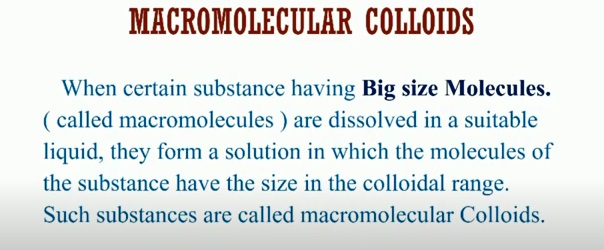 MACROMOLECULAR COLLOIDS
When certain substance having Big size Molecules.
( called macromolecules ) are dissolved in a suitable
liquid, they form a solution in which the molecules of
the substance have the size in the colloidal range.
Such substances are called macromolecular Colloids.